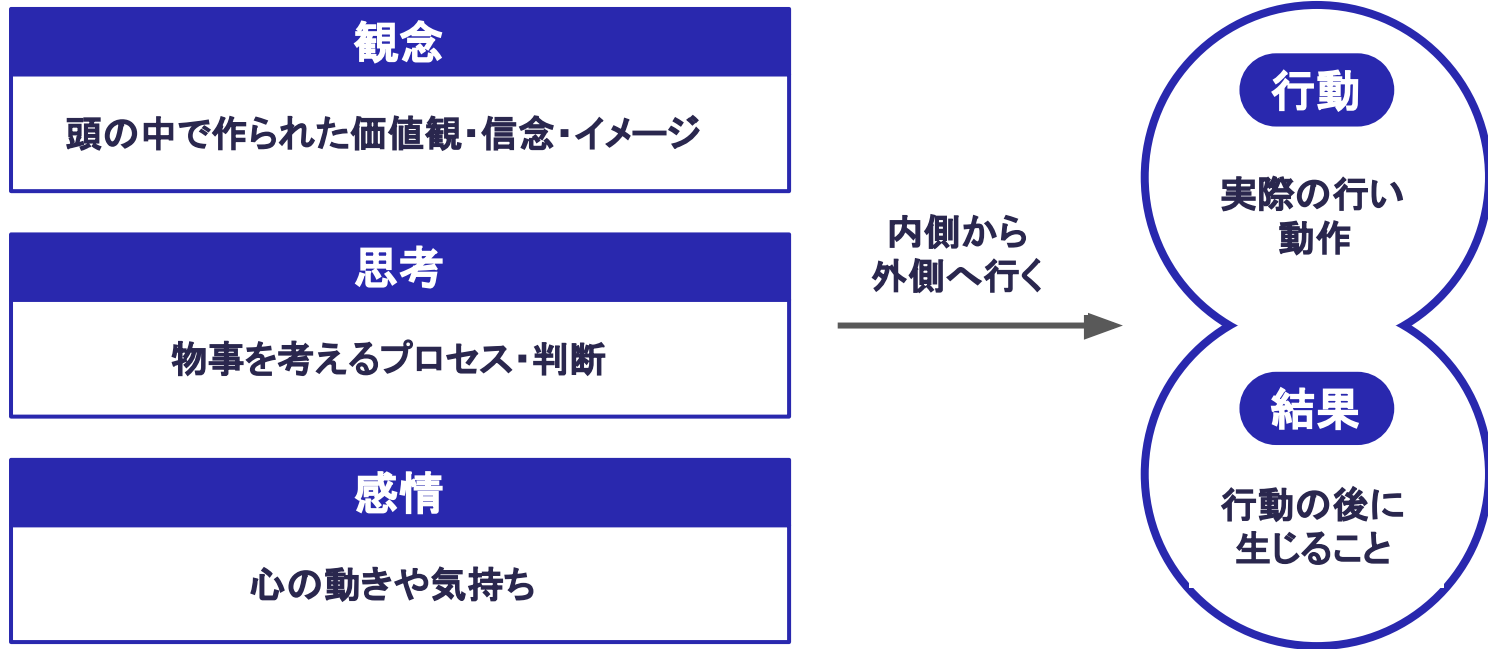 観念
頭の中で作られた価値観・信念・イメージ
思考
物事を考えるプロセス・判断
感情
心の動きや気持ち
内側から
外側へ行く
行動
実際の行い
動作
結果
行動の後に
生じること